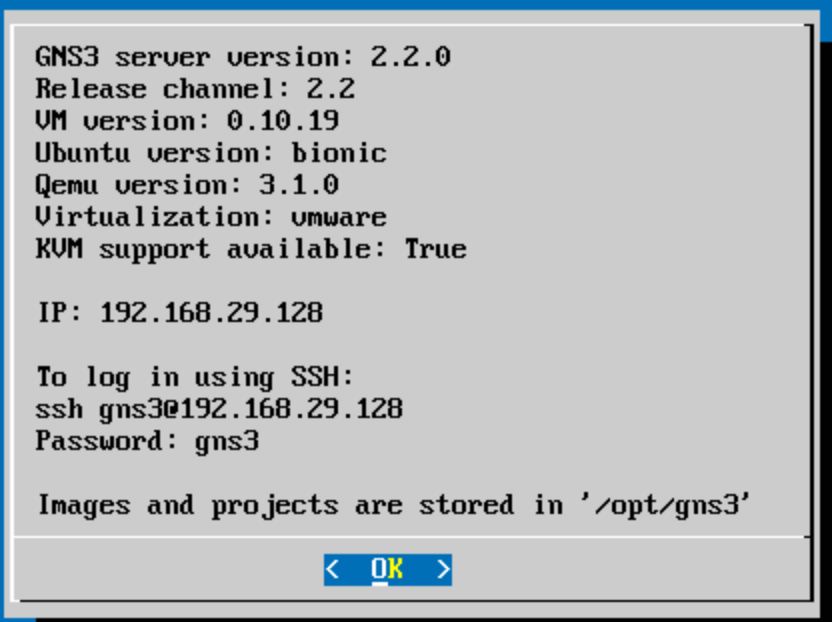 GNS3 server version: 2.2.0
Release channel: 2.2
VM version: 0.10.19
Ubuntu version: bionic
Qemu version: 3.1.0
Virtualization: vmware
KVM support available: True
IP: 192.168.29.128
To log in using SSH:
ssh gns3@192.168.29.128
Password: gns3
Images and projects are stored in '/opt/gns3'
< OK >